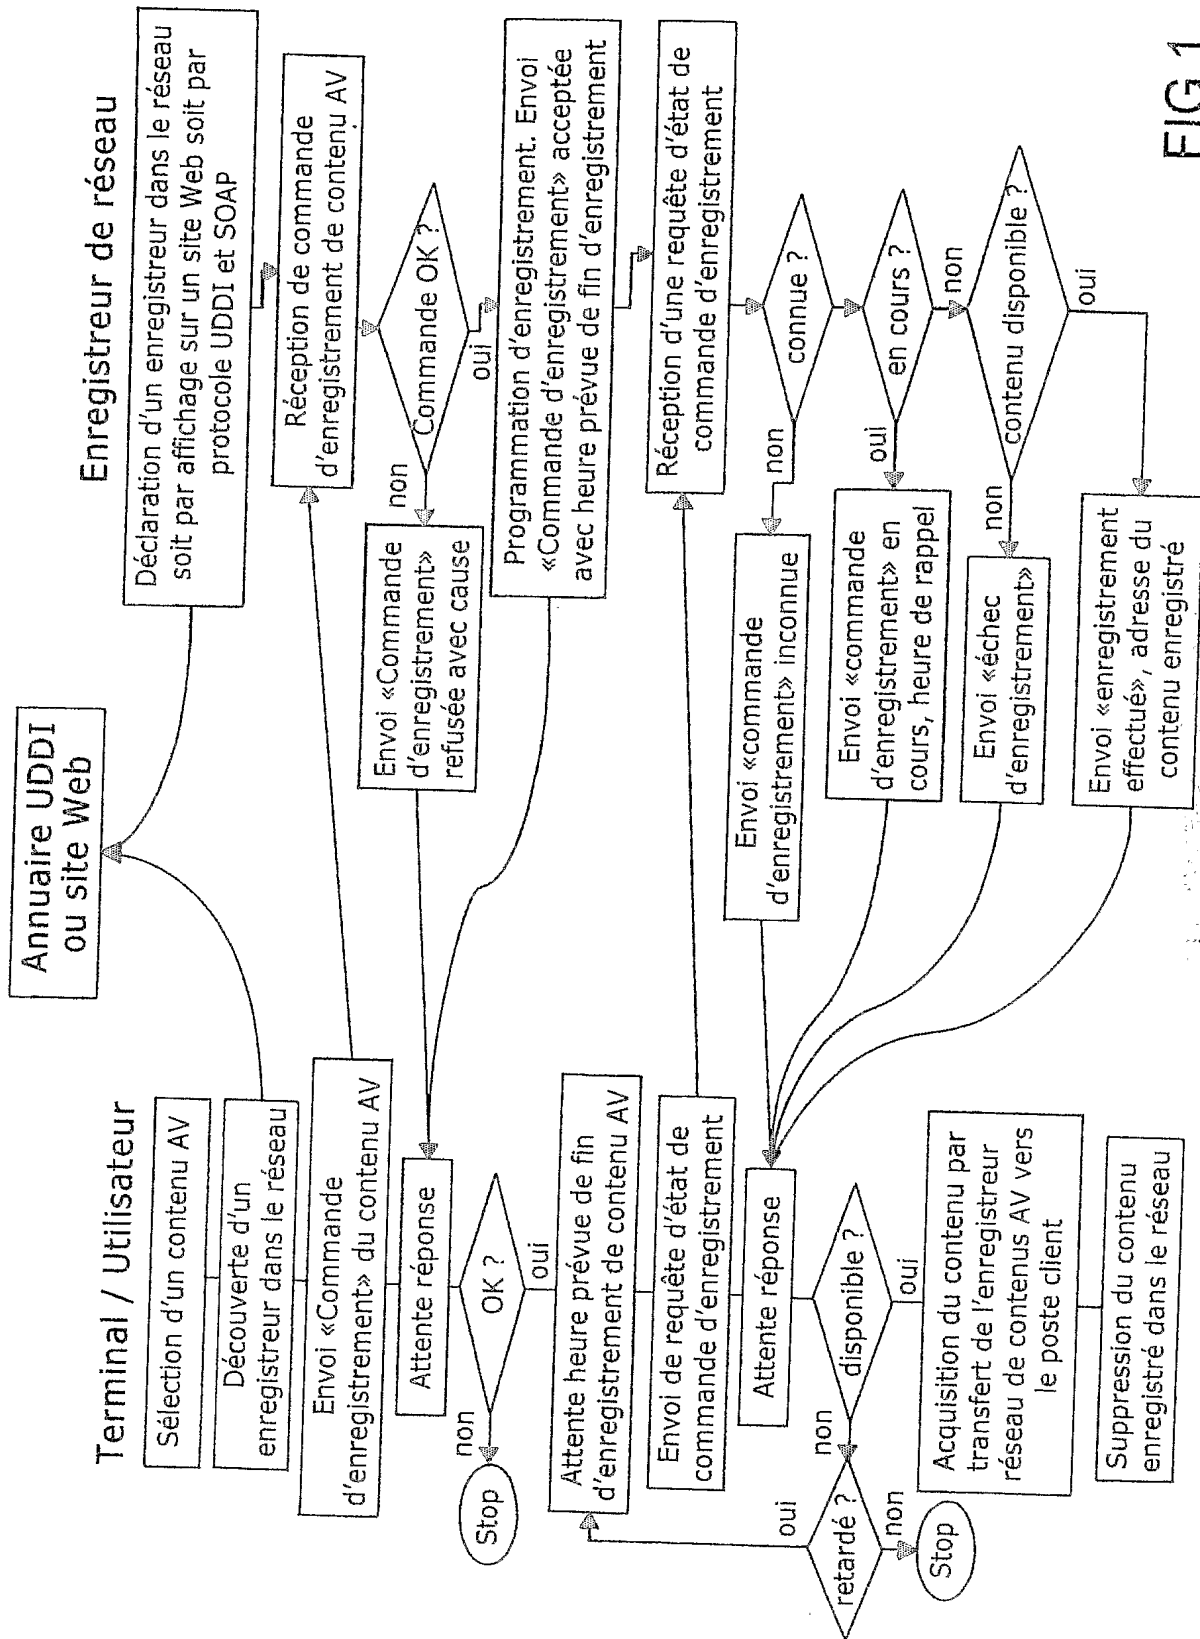 Annuaire UDDI
ou site Web
Terminal / Utilisateur
Sélection d'un contenu AV
Découverte d'un
enregistreur dans le réseau
Envoi «Commande
d'enregistrement» du contenu AV
Attente réponse
OK ?
non
Stop
oui
Attente heure prévue de fin
d'enregistrement de contenu AV
Envoi de requête d'état de
commande d'enregistrement
Attente réponse
disponible ?
non
oui
retardé ?
oui
non
Stop
Acquisition du contenu par
transfert de l'enregistreur
réseau de contenus AV vers
le poste client
Suppression du contenu
enregistré dans le réseau
Enregistreur de réseau
Déclaration d'un enregistreur dans le réseau
soit par affichage sur un site Web soit par
protocole UDDI et SOAP
Réception de commande
d'enregistrement de contenu AV
Commande OK ?
non
oui
Envoi «Commande
d'enregistrement»
refusée avec cause
Programmation d'enregistrement. Envoi
«Commande d'enregistrement» acceptée
avec heure prévue de fin d'enregistrement
Réception d'une requête d'état de
commande d'enregistrement
connue ?
non
Envoi «commande
d'enregistrement» inconnue
en cours ?
oui
non
Envoi «commande
d'enregistrement» en
cours, heure de rappel
contenu disponible ?
non
oui
Envoi «échec
d'enregistrement»
Envoi «enregistrement
effectué», adresse du
contenu enregistré
FIG 1